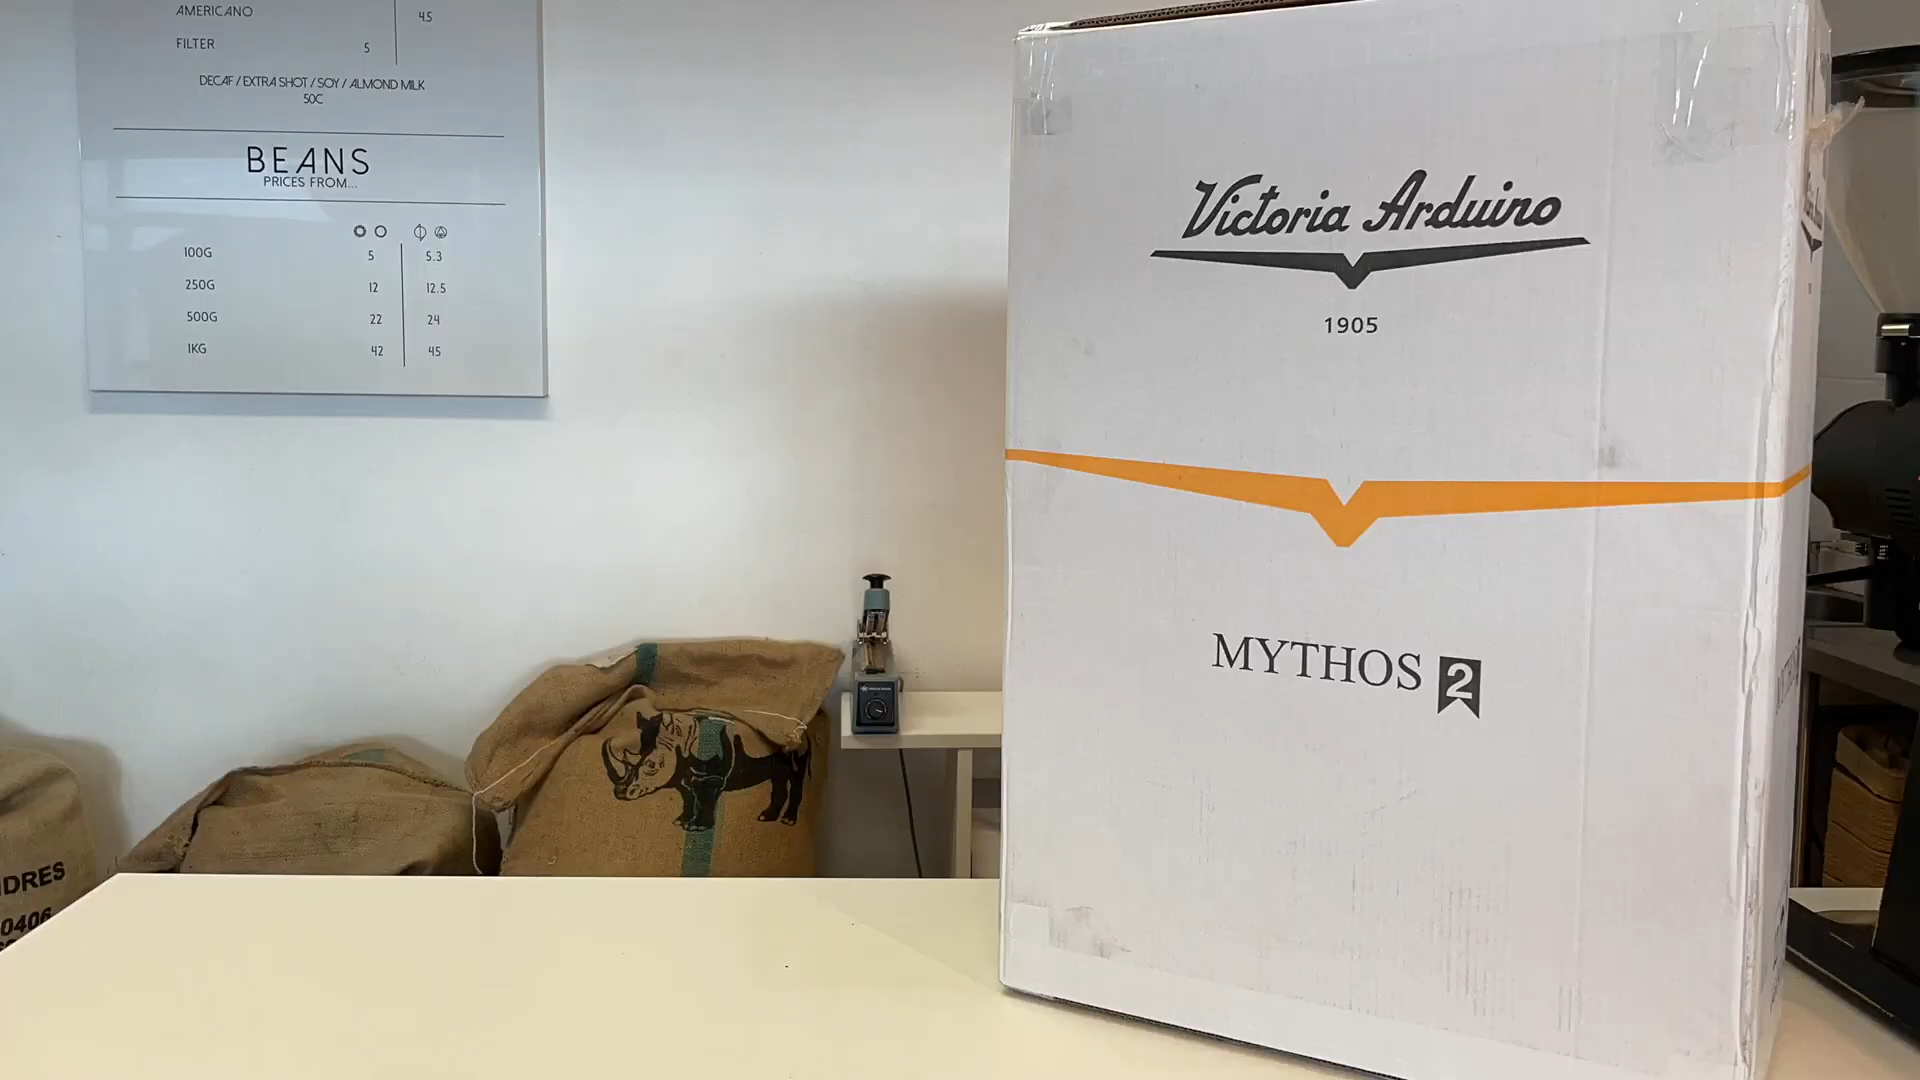 AMERICANO 4.5
FILTER 5
DECAF / EXTRA SHOT / SOY / ALMOND MILK
50C
BEANS
PRICES FROM...
100G 5 5.3
250G 12 12.5
500G 22 24
1KG 42 45
Victoria Arduino
1905
MYTHOS 2
DRES
0406